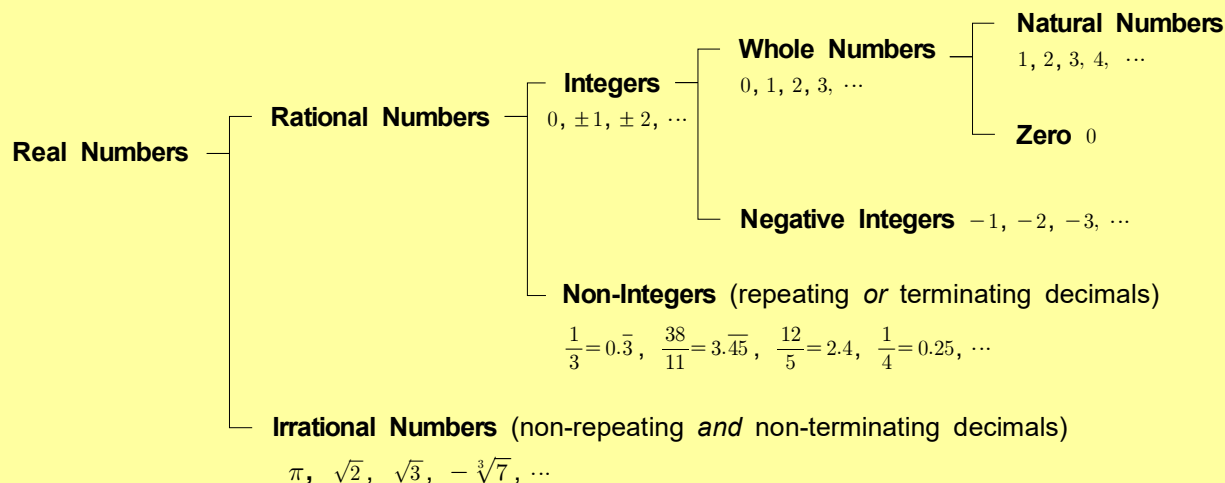 Natural Numbers
1, 2, 3, 4, ⋯
Whole Numbers
0, 1, 2, 3, ⋯
Integers
0, ±1, ±2, ⋯
Rational Numbers
Zero 0
Real Numbers
Negative Integers −1, −2, −3, ⋯
Non-Integers (repeating or terminating decimals)
1/3 = 0.3̅, 38/11 = 3.4̅5̅, 12/5 = 2.4, 1/4 = 0.25, ⋯
Irrational Numbers (non-repeating and non-terminating decimals)
π, √2, √3, −∛7, ⋯